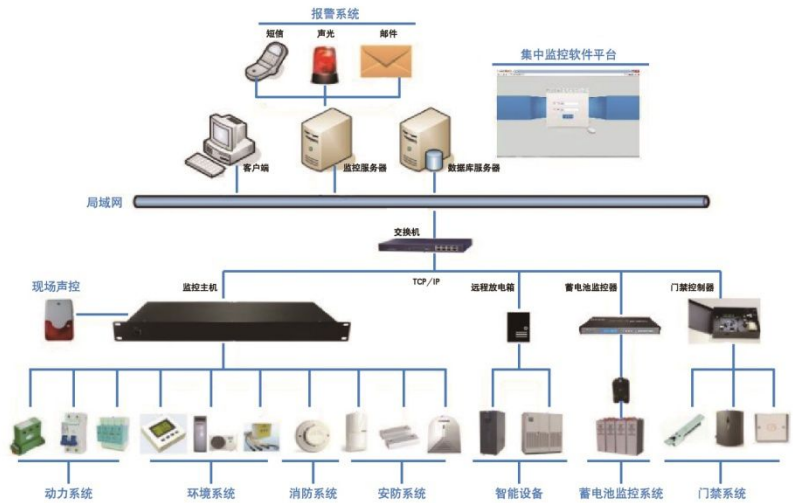 报警系统
短信
声光
邮件
集中监控软件平台
客户端
监控服务器
数据库服务器
局域网
交换机
TCP/IP
现场声控
监控主机
远程放电箱
蓄电池监控器
门禁控制器
动力系统
环境系统
消防系统
安防系统
智能设备
蓄电池监控系统
门禁系统